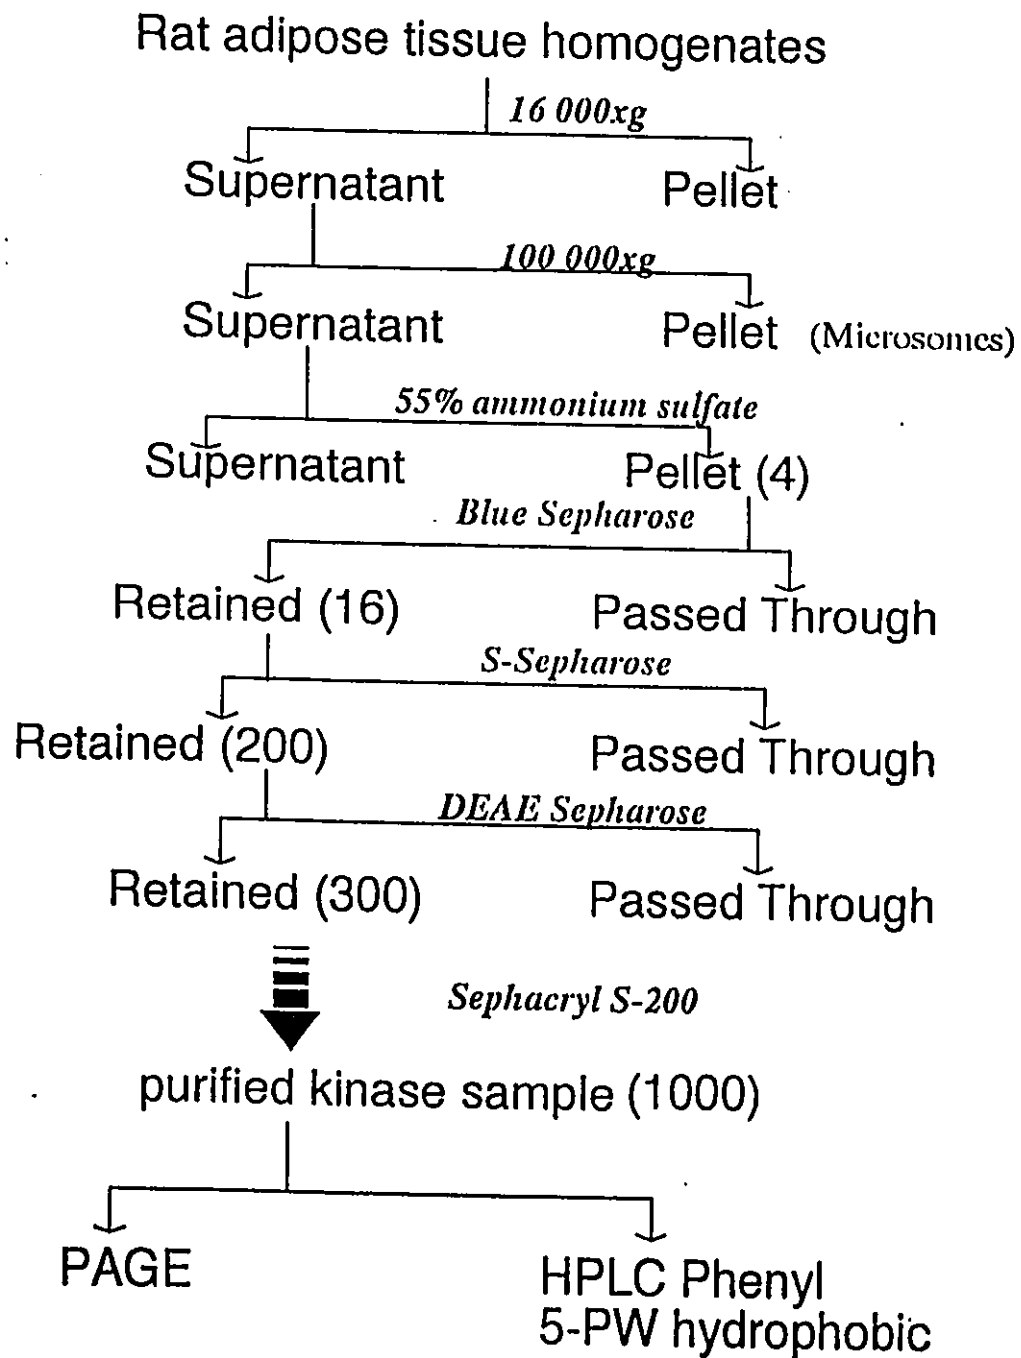 Rat adipose tissue homogenates
16 000xg
Supernatant Pellet
100 000xg
Supernatant Pellet (Microsomes)
55% ammonium sulfate
Supernatant Pellet (4)
Blue Sepharose
Retained (16) Passed Through
S-Sepharose
Retained (200) Passed Through
DEAE Sepharose
Retained (300) Passed Through
Sephacryl S-200
purified kinase sample (1000)
PAGE HPLC Phenyl
5-PW hydrophobic